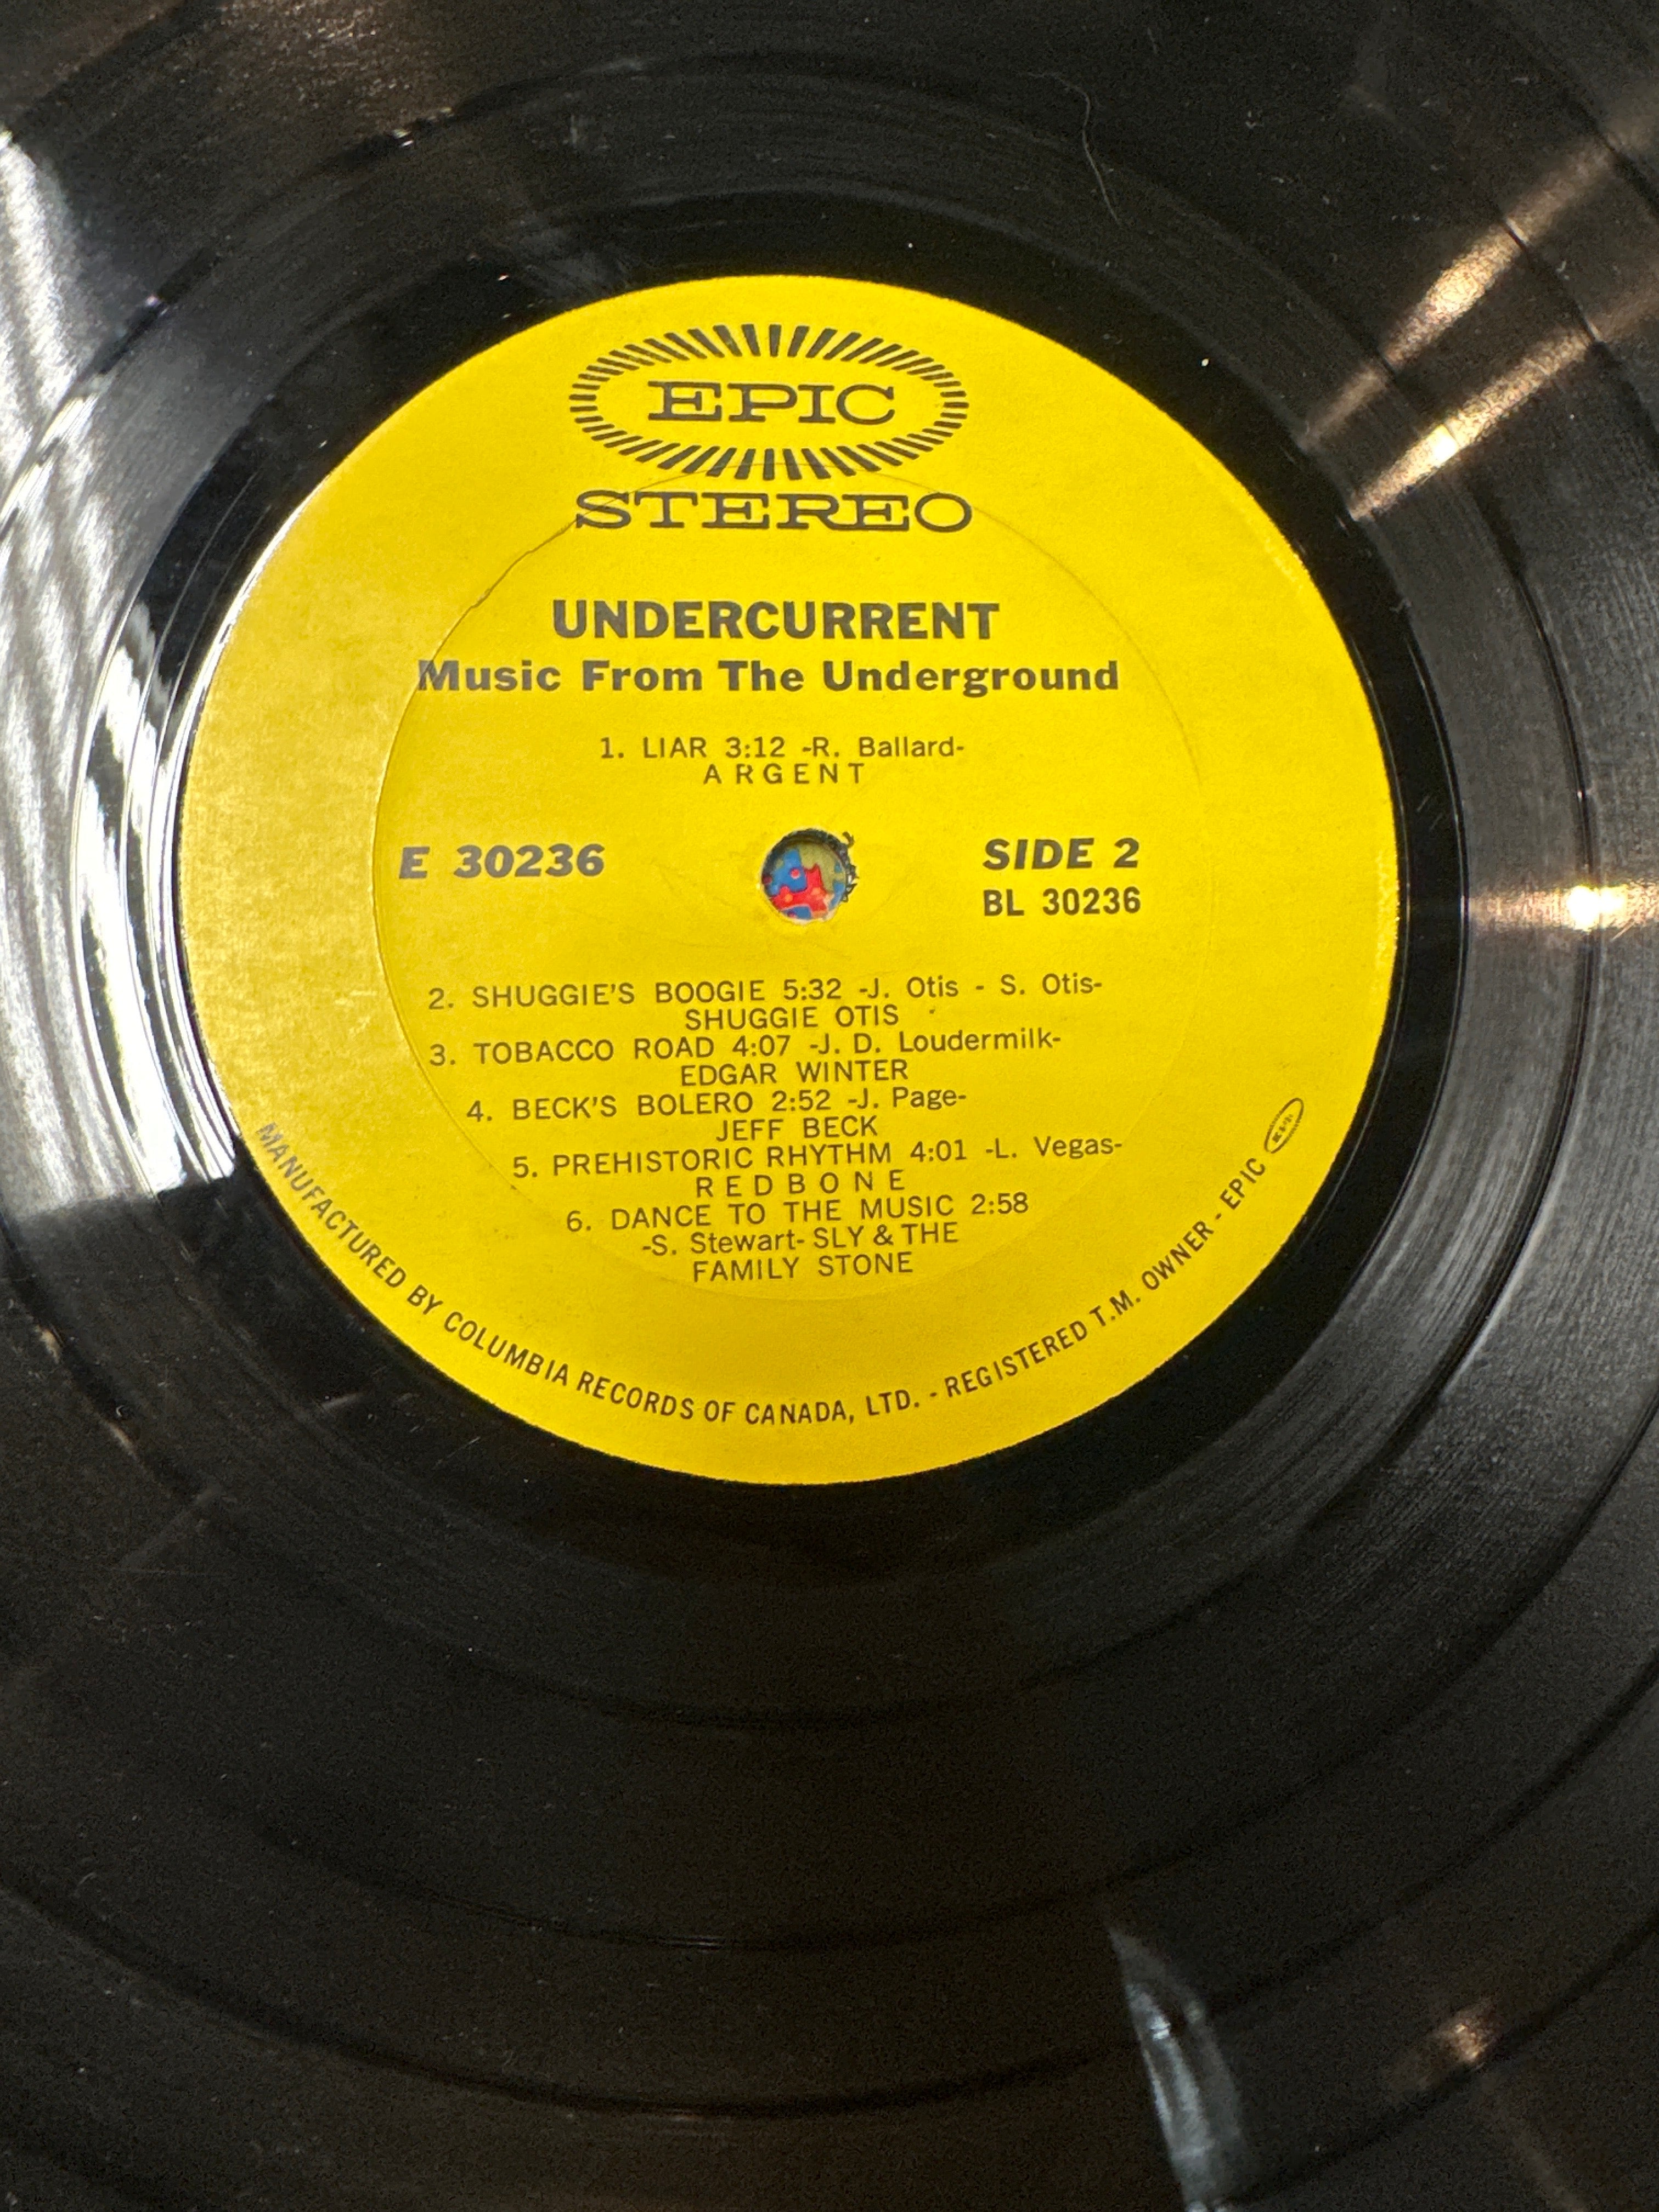 EPIC
STEREO
UNDERCURRENT
Music From The Underground
1. LIAR 3:12 -R. Ballard-
ARGENT
E 30236
SIDE 2
BL 30236
2. SHUGGIE'S BOOGIE 5:32 -J. Otis - S. Otis-
SHUGGIE OTIS
3. TOBACCO ROAD 4:07 -J. D. Loudermilk-
EDGAR WINTER
4. BECK'S BOLERO 2:52 -J. Page-
JEFF BECK
5. PREHISTORIC RHYTHM 4:01 -L. Vegas-
REDBONE
6. DANCE TO THE MUSIC 2:58
-S. Stewart- SLY & THE
FAMILY STONE
MANUFACTURED BY COLUMBIA RECORDS OF CANADA, LTD. - REGISTERED T.M. OWNER - EPIC